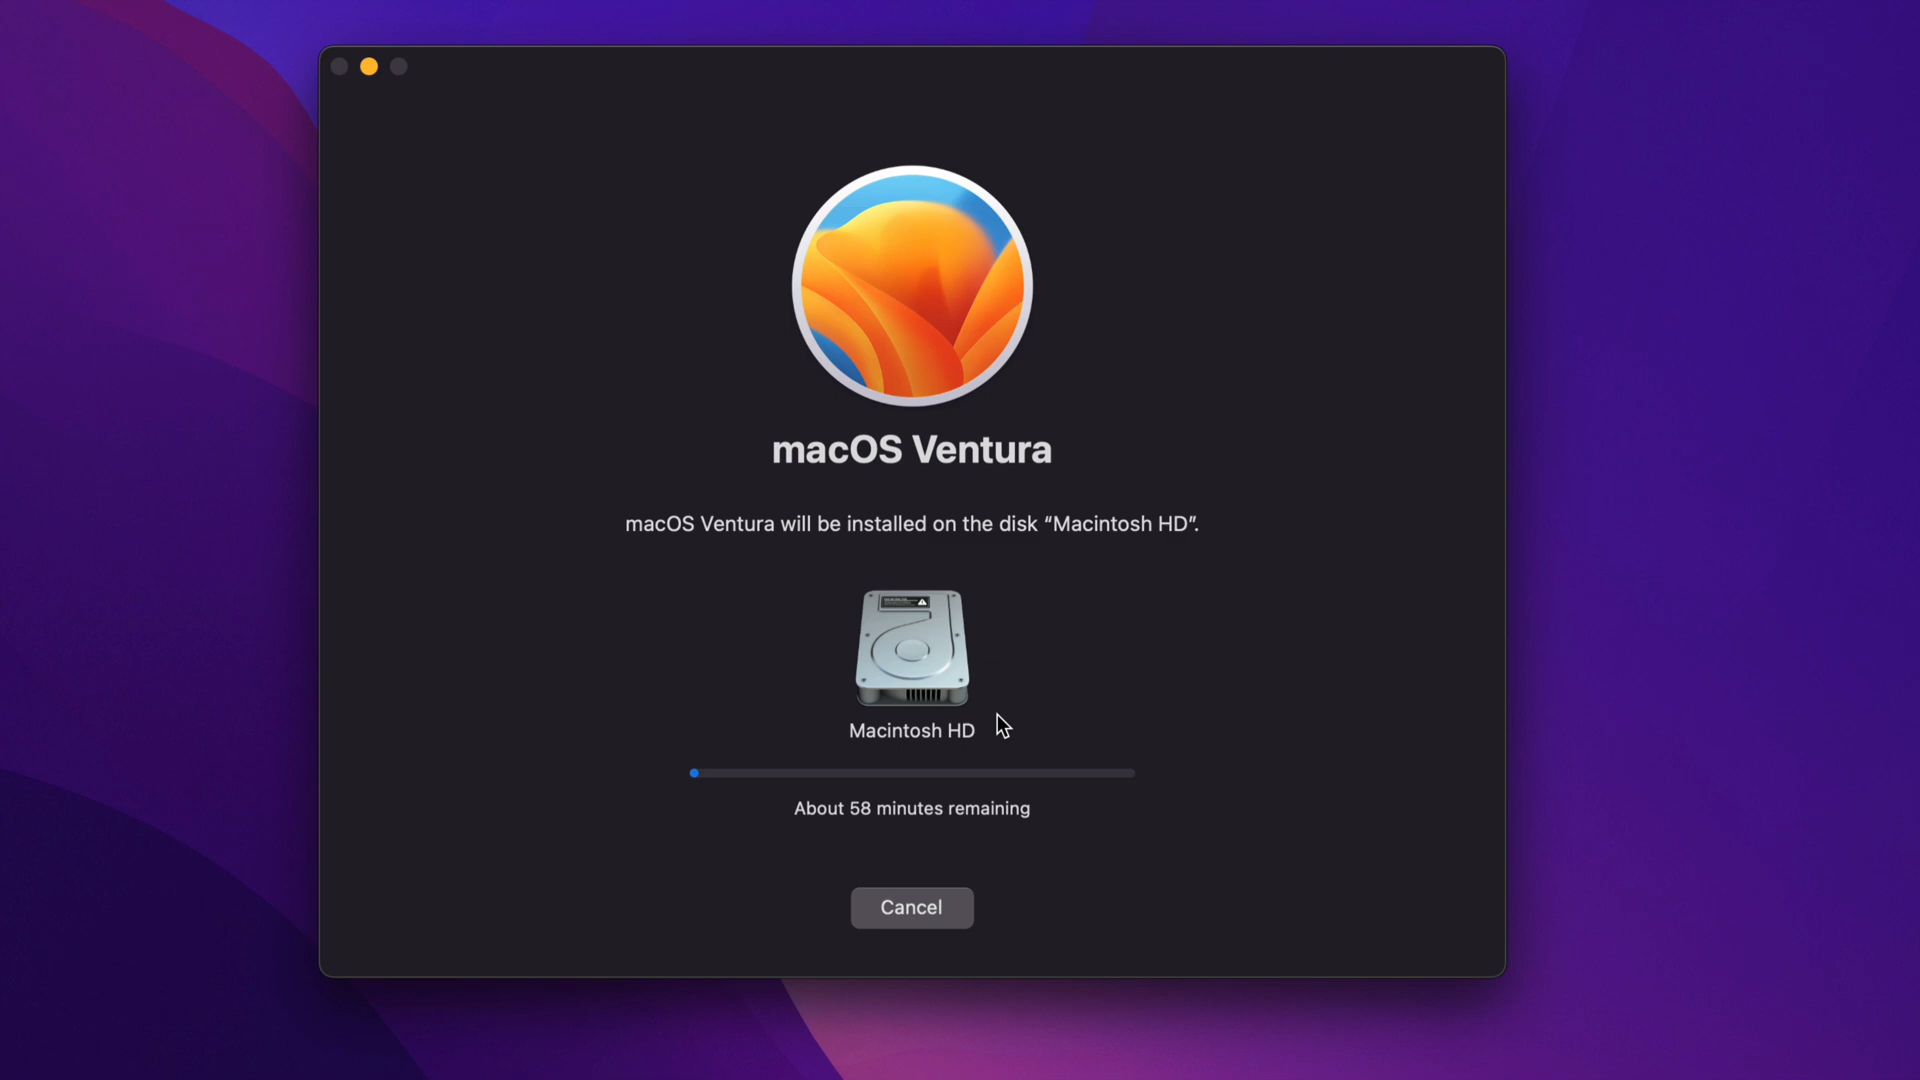 macOS Ventura
macOS Ventura will be installed on the disk “Macintosh HD”.
Macintosh HD
About 58 minutes remaining
Cancel